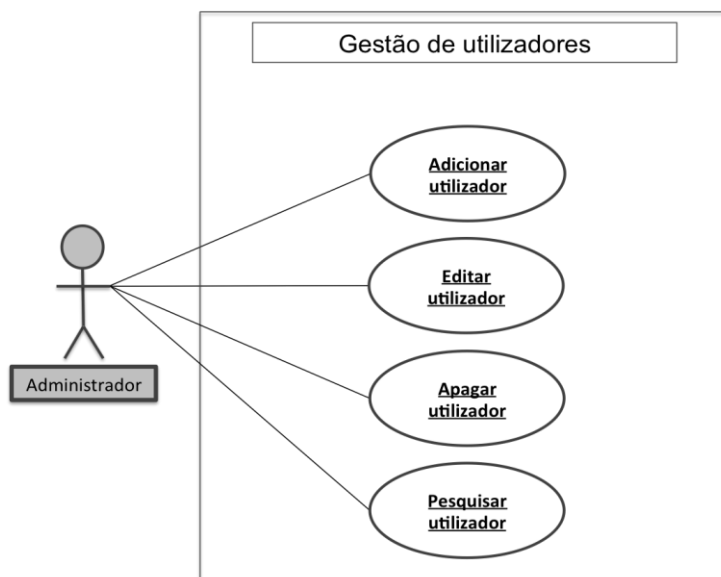 Gestão de utilizadores
Adicionar
utilizador
Editar
utilizador
Administrador
Apagar
utilizador
Pesquisar
utilizador